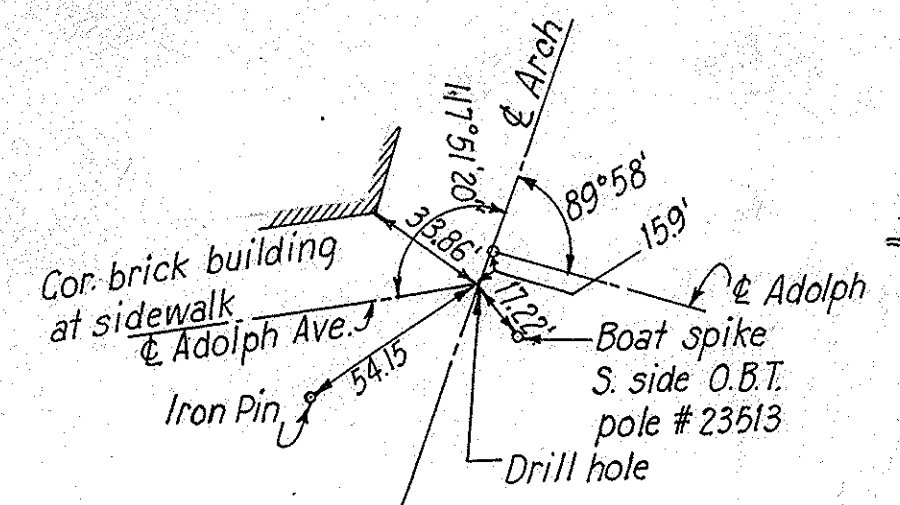 ℄ Arch
117°51'20"
89°58'
33.86'
15.9'
Cor. brick building
at sidewalk
℄ Adolph Ave.
17.22'
℄ Adolph
54.15
Boat spike
S. side O.B.T.
pole # 23513
Iron Pin
Drill hole
=